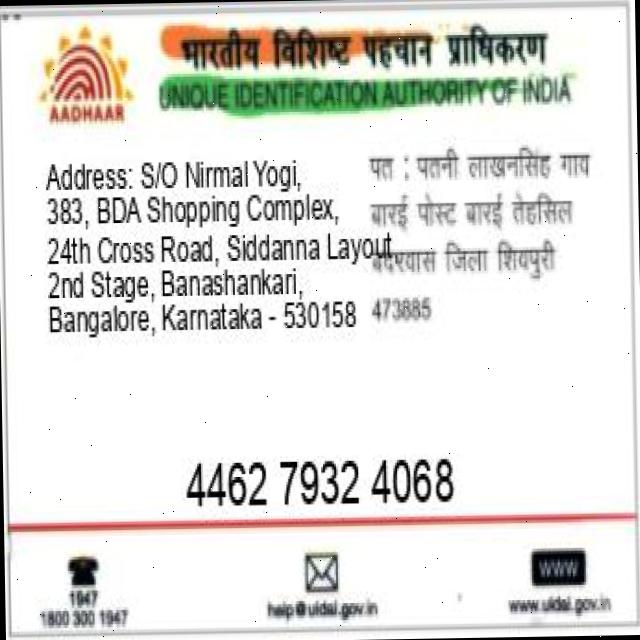 भारतीय विशिष्ट पहचान प्राधिकरण
UNIQUE IDENTIFICATION AUTHORITY OF INDIA
AADHAAR
Address: S/O Nirmal Yogi,
383, BDA Shopping Complex,
24th Cross Road, Siddanna Layout
2nd Stage, Banashankari,
Bangalore, Karnataka - 530158
पत : पतनी लाखनसिंह गाव
बारई पोस्ट बारई तेहसिल
बदरवास जिला शिवपुरी
473885
4462 7932 4068
1947
1800 300 1947
help@uidai.gov.in
WWW
www.uidai.gov.in